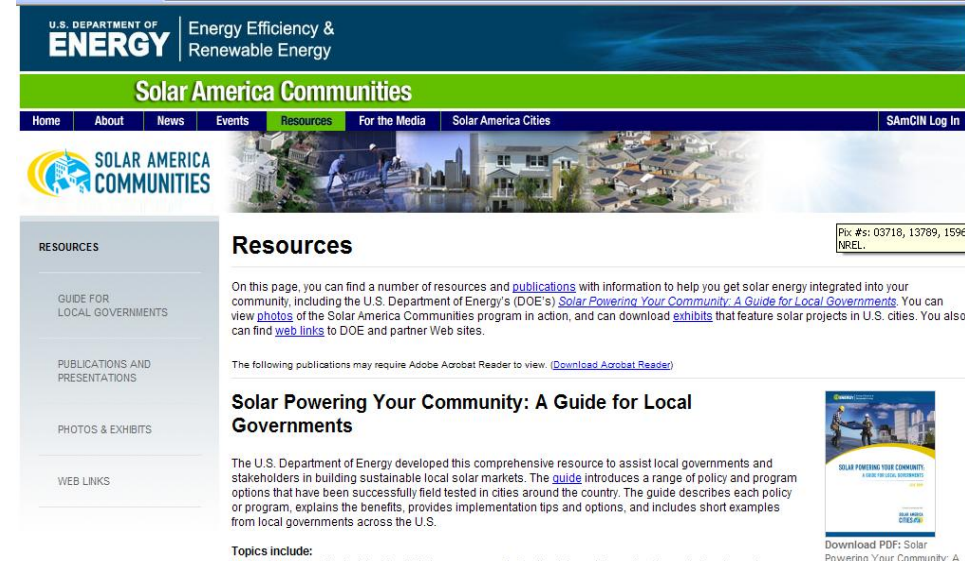 U.S. DEPARTMENT OF
ENERGY
Energy Efficiency &
Renewable Energy
Solar America Communities
Home About News Events Resources For the Media Solar America Cities SAmCIN Log In
SOLAR AMERICA
COMMUNITIES
RESOURCES
GUIDE FOR
LOCAL GOVERNMENTS
PUBLICATIONS AND
PRESENTATIONS
PHOTOS & EXHIBITS
WEB LINKS
Resources
Pix #s: 03718, 13789, 1596
NREL.
On this page, you can find a number of resources and publications with information to help you get solar energy integrated into your
community, including the U.S. Department of Energy's (DOE's) Solar Powering Your Community: A Guide for Local Governments. You can
view photos of the Solar America Communities program in action, and can download exhibits that feature solar projects in U.S. cities. You also
can find web links to DOE and partner Web sites.
The following publications may require Adobe Acrobat Reader to view. (Download Acrobat Reader)
Solar Powering Your Community: A Guide for Local
Governments
The U.S. Department of Energy developed this comprehensive resource to assist local governments and
stakeholders in building sustainable local solar markets. The guide introduces a range of policy and program
options that have been successfully field tested in cities around the country. The guide describes each policy
or program, explains the benefits, provides implementation tips and options, and includes short examples
from local governments across the U.S.
Topics include:
ENERGY
SOLAR POWERING YOUR COMMUNITY:
A GUIDE FOR LOCAL GOVERNMENTS
SOLAR AMERICA
CITIES
Download PDF: Solar
Powering Your Community: A